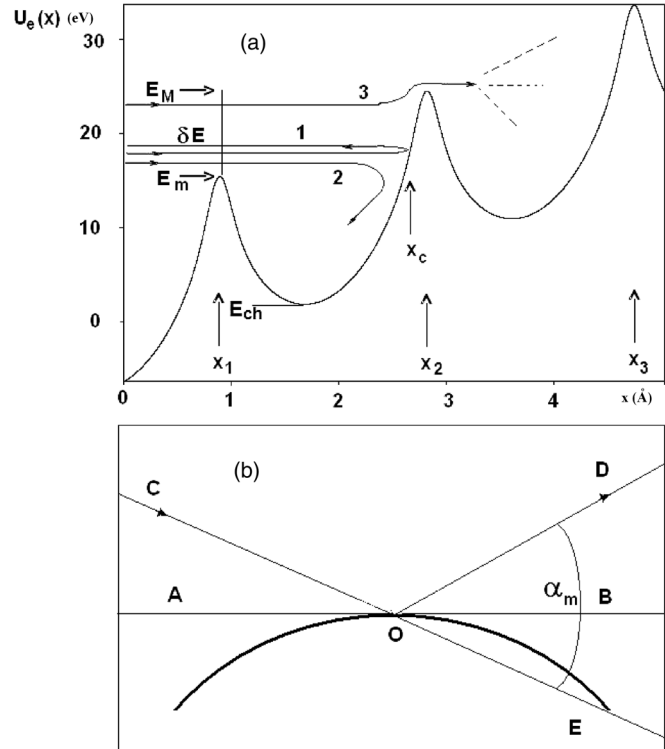 Uₑ(x) (eV)
(a)
30
E_M
3
20
δE
1
E_m
2
10
x_c
E_ch
0
x₁
x₂
x₃
0 1 2 3 4 x (Å)
(b)
C
D
A
α_m
B
O
E